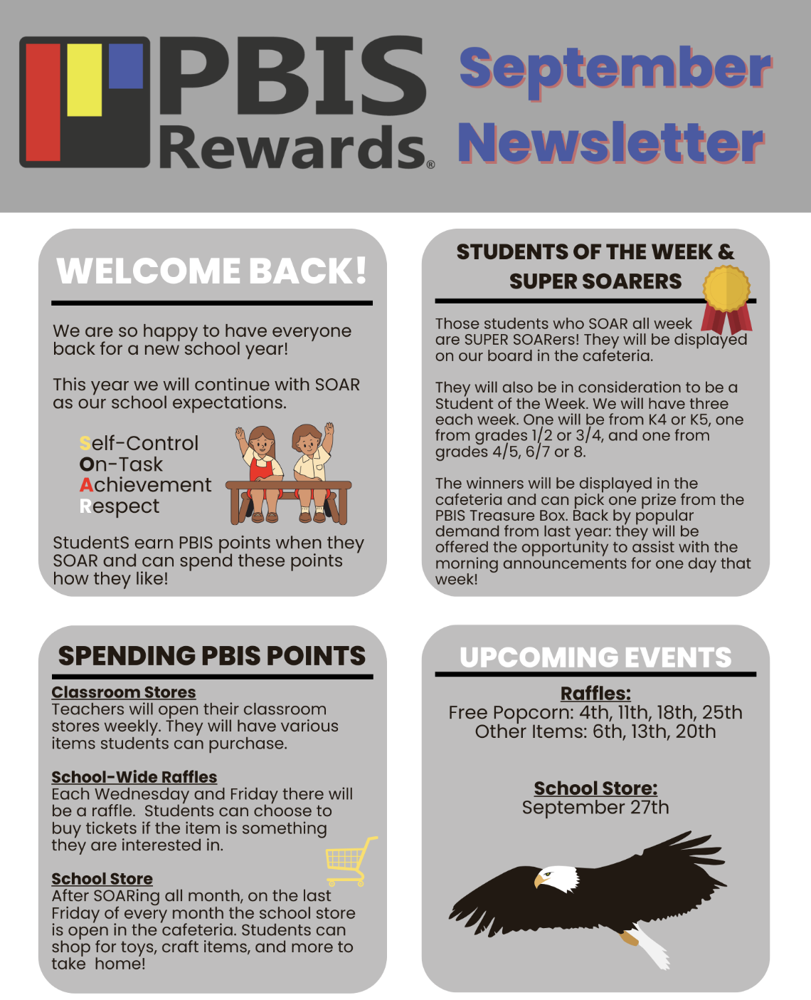 PBIS
Rewards®
September
Newsletter
WELCOME BACK!
We are so happy to have everyone
back for a new school year!
This year we will continue with SOAR
as our school expectations.
Self-Control
On-Task
Achievement
Respect
StudentS earn PBIS points when they
SOAR and can spend these points
how they like!
STUDENTS OF THE WEEK &
SUPER SOARERS
Those students who SOAR all week
are SUPER SOARers! They will be displayed
on our board in the cafeteria.
They will also be in consideration to be a
Student of the Week. We will have three
each week. One will be from K4 or K5, one
from grades 1/2 or 3/4, and one from
grades 4/5, 6/7 or 8.
The winners will be displayed in the
cafeteria and can pick one prize from the
PBIS Treasure Box. Back by popular
demand from last year: they will be
offered the opportunity to assist with the
morning announcements for one day that
week!
SPENDING PBIS POINTS
Classroom Stores
Teachers will open their classroom
stores weekly. They will have various
items students can purchase.
School-Wide Raffles
Each Wednesday and Friday there will
be a raffle.  Students can choose to
buy tickets if the item is something
they are interested in.
School Store
After SOARing all month, on the last
Friday of every month the school store
is open in the cafeteria. Students can
shop for toys, craft items, and more to
take  home!
UPCOMING EVENTS
Raffles:
Free Popcorn: 4th, 11th, 18th, 25th
Other Items: 6th, 13th, 20th
School Store:
September 27th